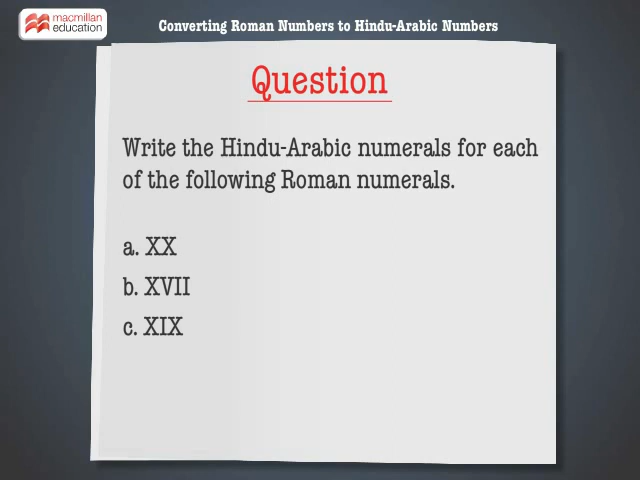 macmillan
education
Converting Roman Numbers to Hindu-Arabic Numbers
Question
Write the Hindu-Arabic numerals for each
of the following Roman numerals.
a. XX
b. XVII
c. XIX